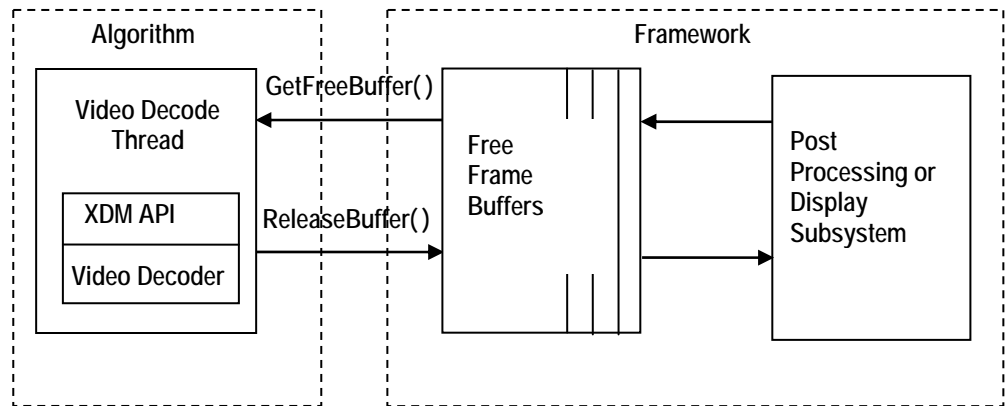 Algorithm
Framework
GetFreeBuffer()
Video Decode
Thread
Free
Frame
Buffers
Post
Processing or
Display
Subsystem
XDM API
ReleaseBuffer()
Video Decoder